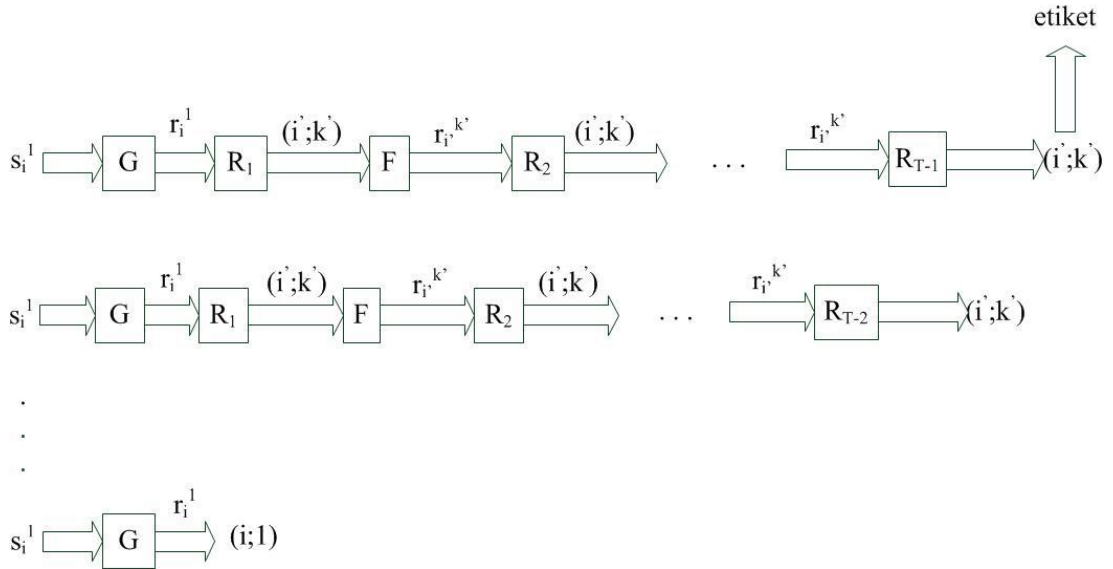 etiket
r_i^1 (i';k') r_i'^k' (i';k') r_i'^k'
s_i^1 G R_1 F R_2 . . . R_T-1 (i';k')
r_i^1 (i';k') r_i'^k' (i';k') r_i'^k'
s_i^1 G R_1 F R_2 . . . R_T-2 (i';k')
.
.
.
r_i^1
s_i^1 G (i;1)